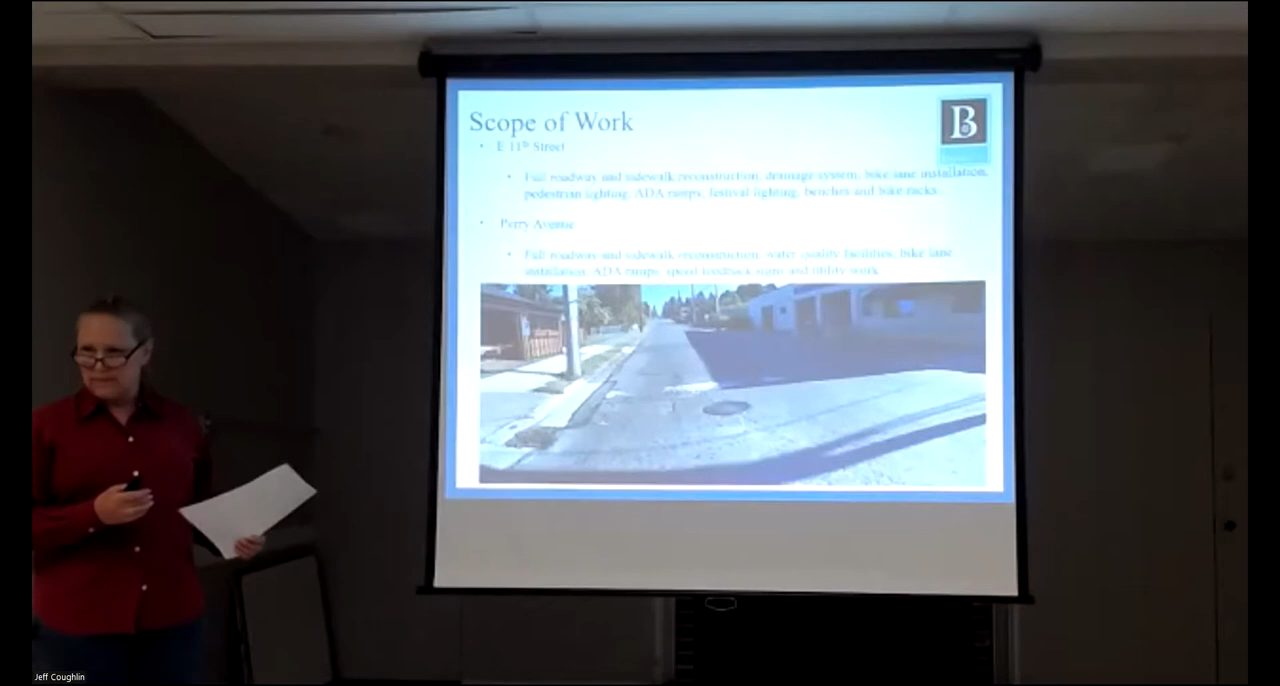 Scope of Work
B
• E 11th Street
• Full roadway and sidewalk reconstruction, drainage system, bike lane installation,
pedestrian lighting, ADA ramps, festival lighting, benches and bike racks.
• Perry Avenue
• Full roadway and sidewalk reconstruction, water quality facilities, bike lane
installation, ADA ramps, speed feedback signs and utility work
Jeff Coughlin